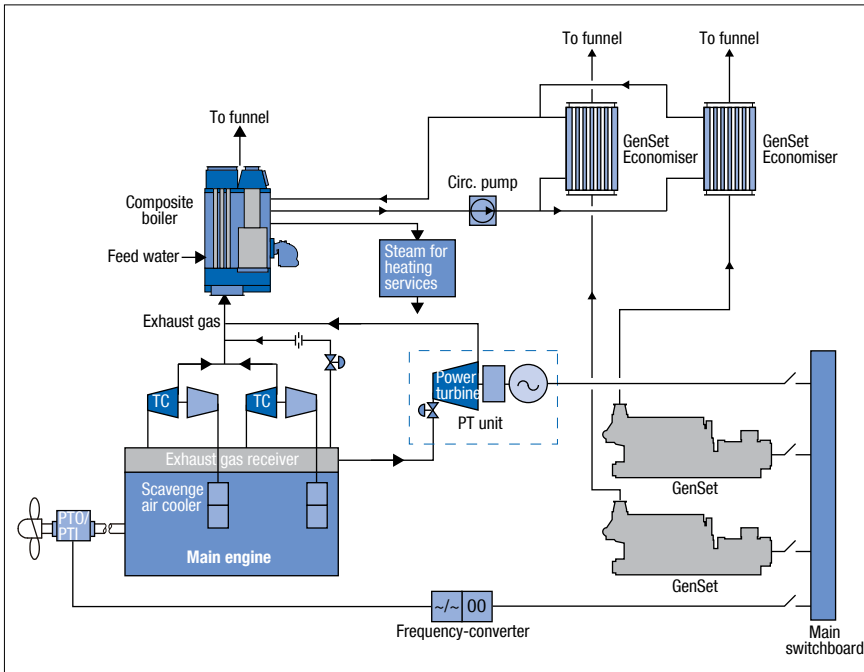 To funnel
To funnel
To funnel
GenSet
Economiser
GenSet
Economiser
Circ. pump
Composite
boiler
Feed water
Steam for
heating
services
Exhaust gas
TC
TC
Power
turbine
PT unit
Exhaust gas receiver
Scavenge
air cooler
GenSet
PTO/
PTI
Main engine
GenSet
~/~ 00
Frequency-converter
Main
switchboard